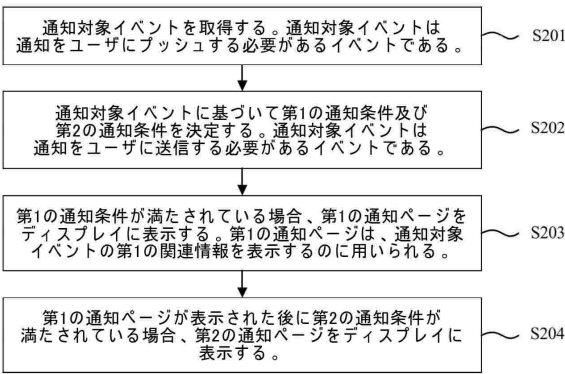 通知対象イベントを取得する。通知対象イベントは
通知をユーザにプッシュする必要があるイベントである。
S201
通知対象イベントに基づいて第1の通知条件及び
第2の通知条件を決定する。通知対象イベントは
通知をユーザに送信する必要があるイベントである。
S202
第1の通知条件が満たされている場合、第1の通知ページを
ディスプレイに表示する。第1の通知ページは、通知対象
イベントの第1の関連情報を表示するのに用いられる。
S203
第1の通知ページが表示された後に第2の通知条件が
満たされている場合、第2の通知ページをディスプレイに
表示する。
S204